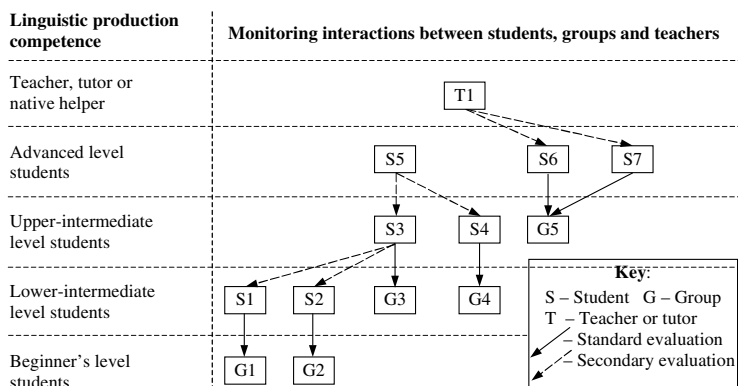 Linguistic production
competence
Monitoring interactions between students, groups and teachers
Teacher, tutor or
native helper
T1
Advanced level
students
S5
S6
S7
Upper-intermediate
level students
S3
S4
G5
Lower-intermediate
level students
S1
S2
G3
G4
Beginner's level
students
G1
G2
Key:
S – Student G – Group
T – Teacher or tutor
– Standard evaluation
– Secondary evaluation